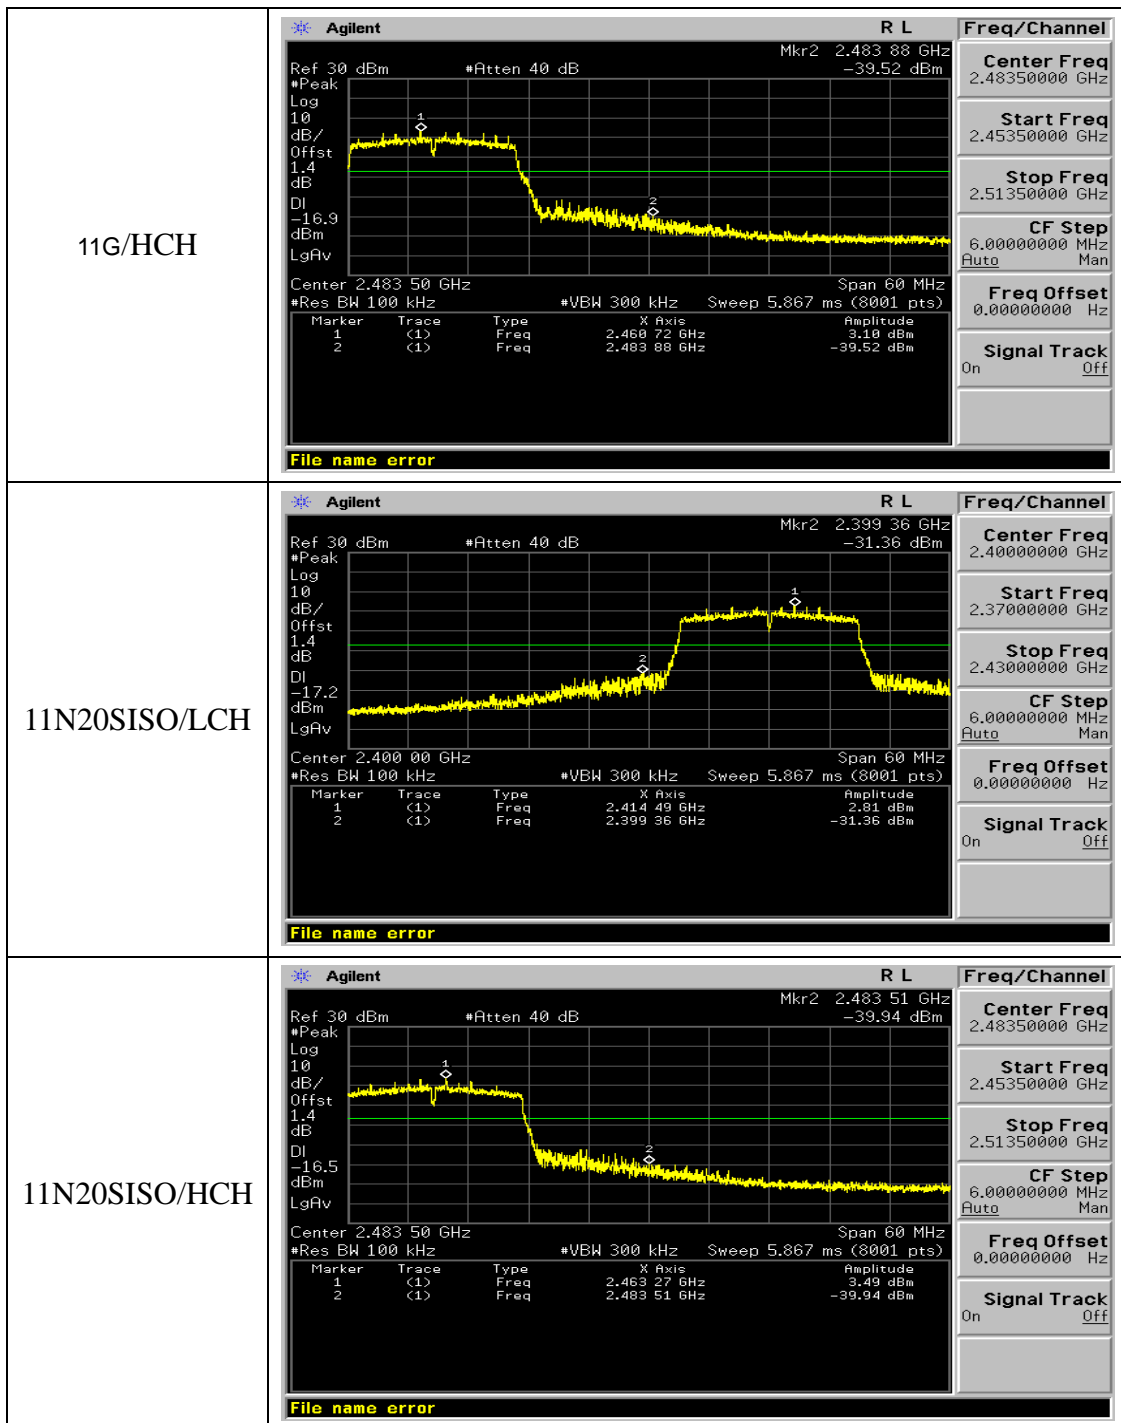 11G/HCH
Agilent R L Freq/Channel
Mkr2 2.483 88 GHz
Ref 30 dBm #Atten 40 dB -39.52 dBm
#Peak
Log
10
dB/
Offst
1.4
dB
DI
-16.9
dBm
LgAv
1
2
Center 2.483 50 GHz Span 60 MHz
#Res BW 100 kHz #VBW 300 kHz Sweep 5.867 ms (8001 pts)
Marker Trace Type X Axis Amplitude
1 (1) Freq 2.460 72 GHz 3.10 dBm
2 (1) Freq 2.483 88 GHz -39.52 dBm
File name error
Center Freq
2.48350000 GHz
Start Freq
2.45350000 GHz
Stop Freq
2.51350000 GHz
CF Step
6.00000000 MHz
Auto Man
Freq Offset
0.00000000 Hz
Signal Track
On Off
11N20SISO/LCH
Agilent R L Freq/Channel
Mkr2 2.399 36 GHz
Ref 30 dBm #Atten 40 dB -31.36 dBm
#Peak
Log
10
dB/
Offst
1.4
dB
DI
-17.2
dBm
LgAv
1
2
Center 2.400 00 GHz Span 60 MHz
#Res BW 100 kHz #VBW 300 kHz Sweep 5.867 ms (8001 pts)
Marker Trace Type X Axis Amplitude
1 (1) Freq 2.414 49 GHz 2.81 dBm
2 (1) Freq 2.399 36 GHz -31.36 dBm
File name error
Center Freq
2.40000000 GHz
Start Freq
2.37000000 GHz
Stop Freq
2.43000000 GHz
CF Step
6.00000000 MHz
Auto Man
Freq Offset
0.00000000 Hz
Signal Track
On Off
11N20SISO/HCH
Agilent R L Freq/Channel
Mkr2 2.483 51 GHz
Ref 30 dBm #Atten 40 dB -39.94 dBm
#Peak
Log
10
dB/
Offst
1.4
dB
DI
-16.5
dBm
LgAv
1
2
Center 2.483 50 GHz Span 60 MHz
#Res BW 100 kHz #VBW 300 kHz Sweep 5.867 ms (8001 pts)
Marker Trace Type X Axis Amplitude
1 (1) Freq 2.463 27 GHz 3.49 dBm
2 (1) Freq 2.483 51 GHz -39.94 dBm
File name error
Center Freq
2.48350000 GHz
Start Freq
2.45350000 GHz
Stop Freq
2.51350000 GHz
CF Step
6.00000000 MHz
Auto Man
Freq Offset
0.00000000 Hz
Signal Track
On Off